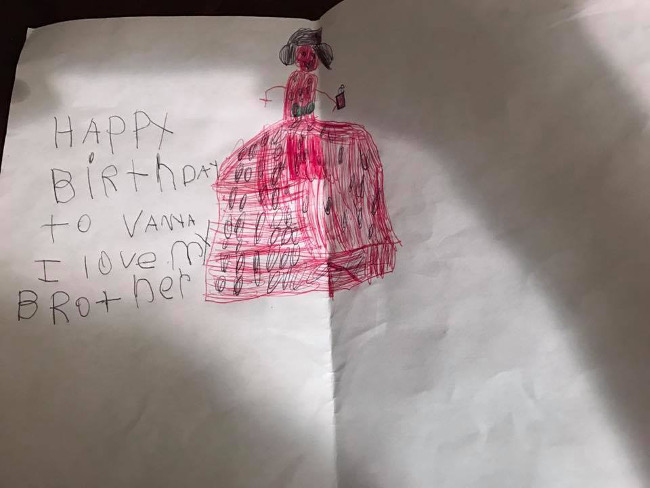 HAPPY
BirthDAY
to VANNA
I love my
BRother